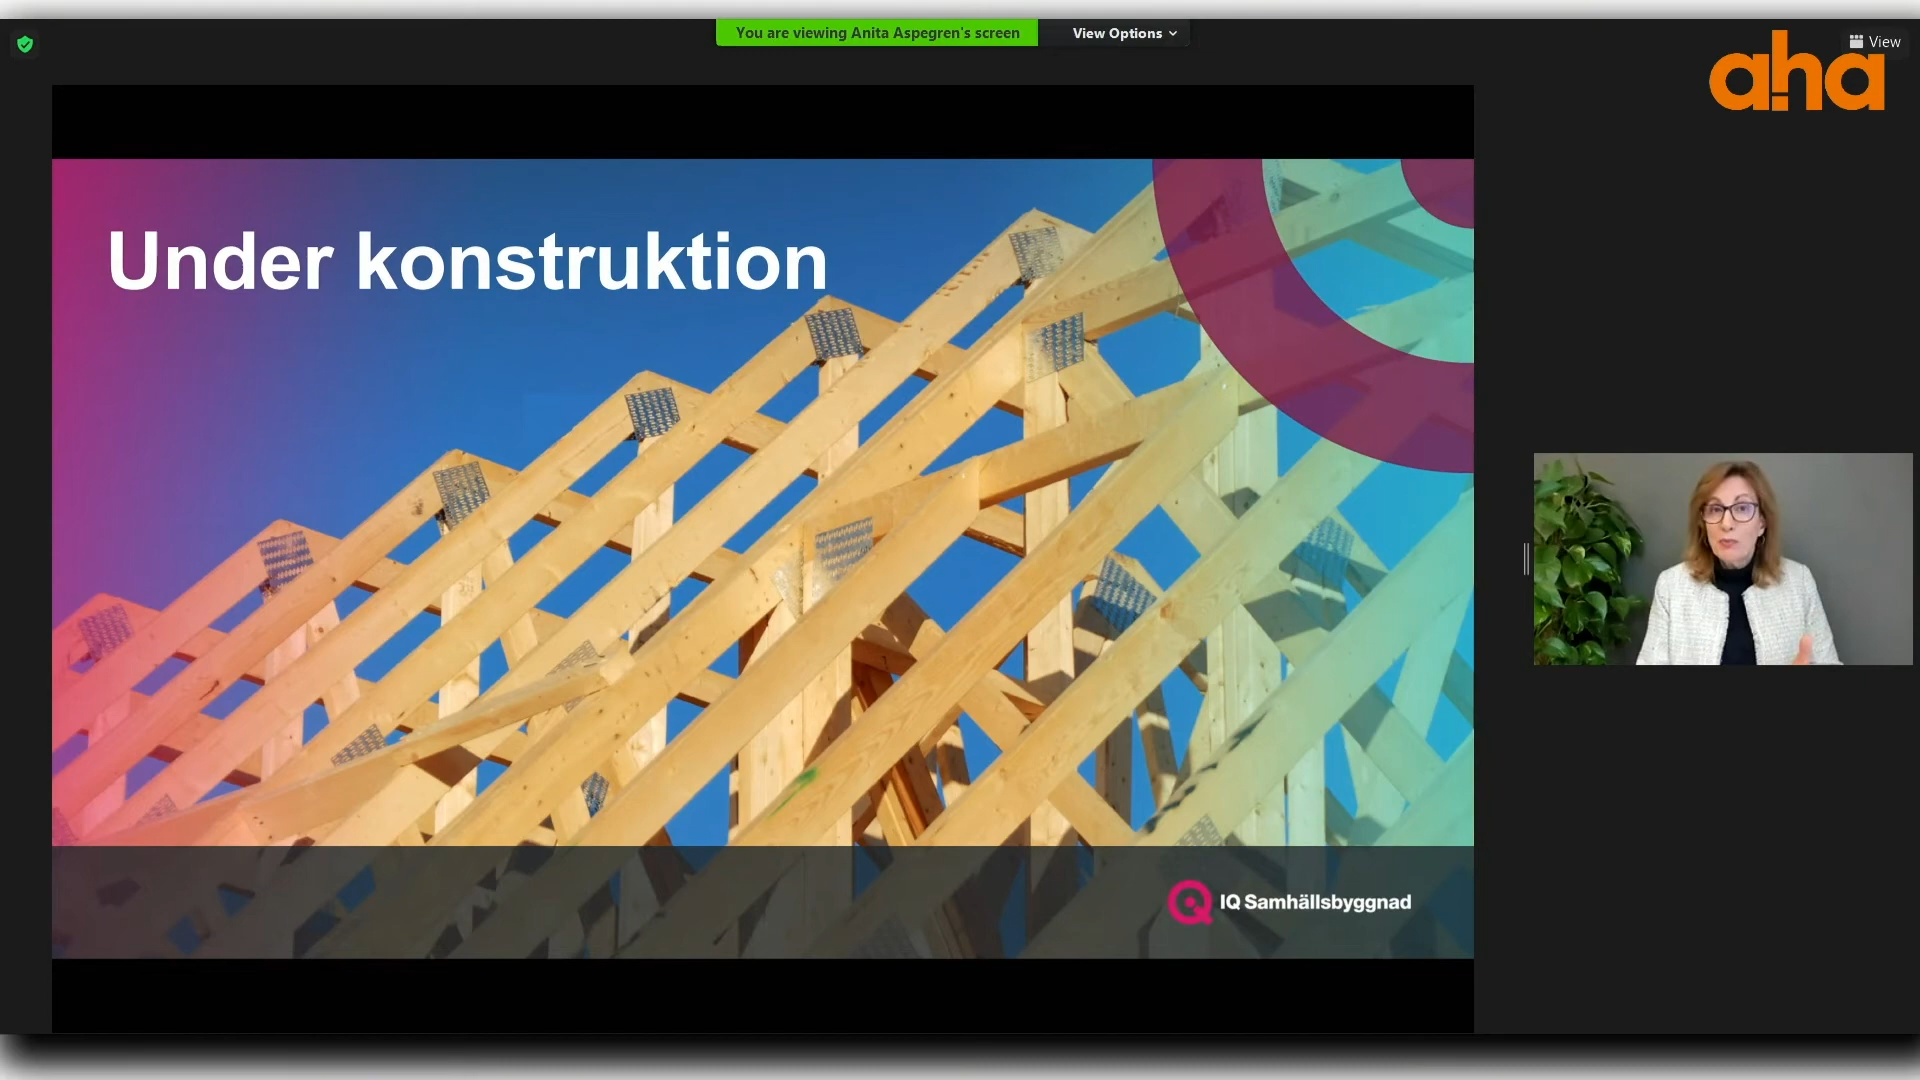 You are viewing Anita Aspegren's screen
View Options
View
aha
Under konstruktion
IQ Samhällsbyggnad